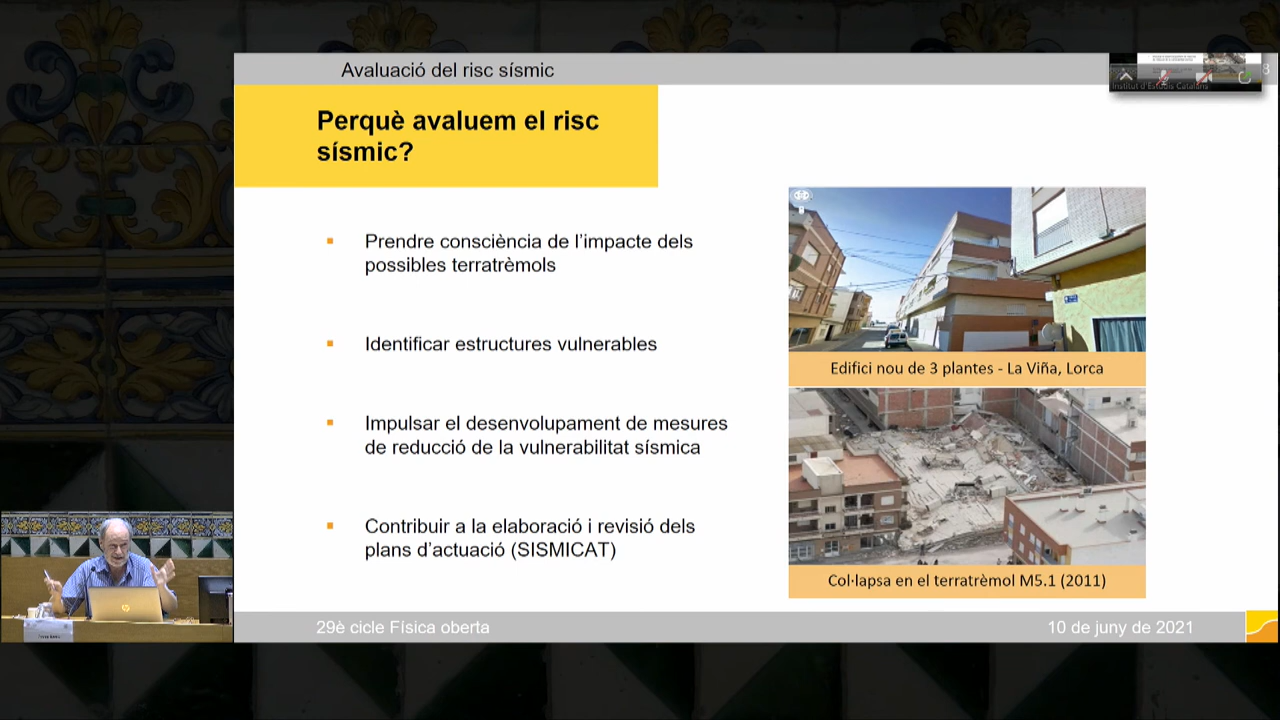 Avaluació del risc sísmic
8
Institut d'Estudis Catalans
Perquè avaluem el risc
sísmic?
Prendre consciència de l'impacte dels
possibles terratrèmols
Identificar estructures vulnerables
Impulsar el desenvolupament de mesures
de reducció de la vulnerabilitat sísmica
Contribuir a la elaboració i revisió dels
plans d'actuació (SISMICAT)
Edifici nou de 3 plantes - La Viña, Lorca
Col·lapsa en el terratrèmol M5.1 (2011)
29è cicle Física oberta
10 de juny de 2021